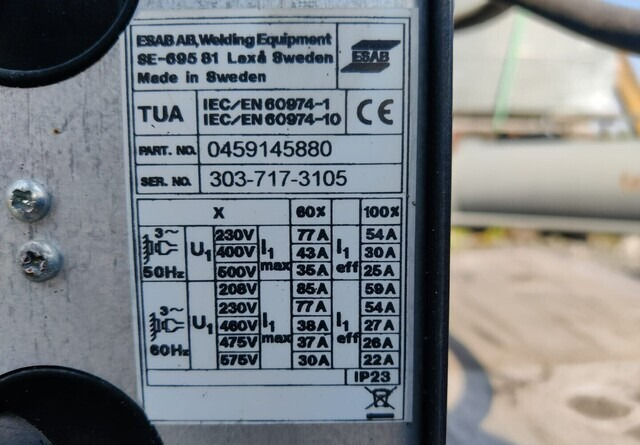 ESAB AB, Welding Equipment
SE-695 81 Laxå Sweden
Made in Sweden
ESAB
TUA
IEC/EN 60974-1
IEC/EN 60974-10
CE
PART. NO. 0459145880
SER. NO. 303-717-3105
X 60% 100%
3~ 50Hz U1 I1 max I1 eff
230V 77A 54A
400V 43A 30A
500V 35A 25A
3~ 60Hz U1 I1 max I1 eff
208V 85A 59A
230V 77A 54A
460V 38A 27A
475V 37A 26A
575V 30A 22A
IP23